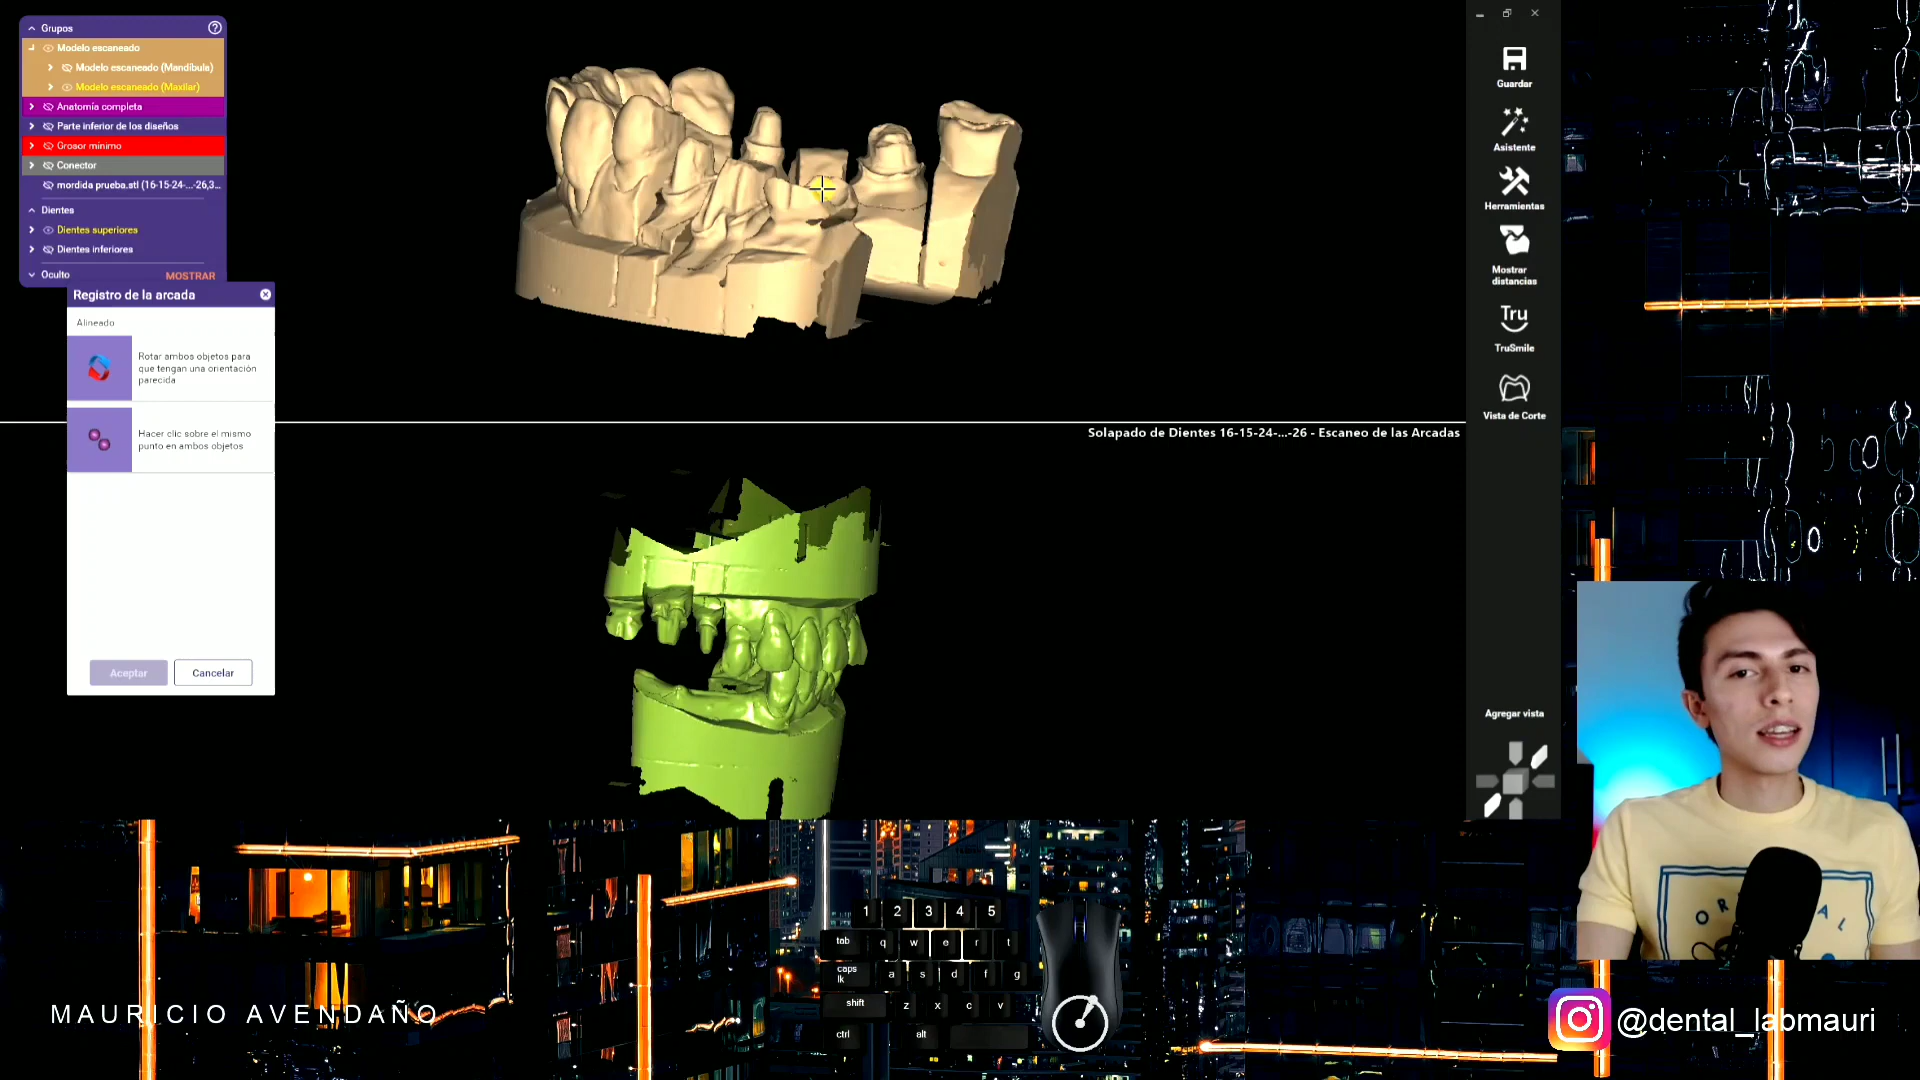 Grupos
Modelo escaneado
Modelo escaneado (Mandíbula)
Modelo escaneado (Maxilar)
Anatomía completa
Parte inferior de los diseños
Grosor mínimo
Conector
mordida prueba.stl (16-15-24-...-26,3...
Dientes
Dientes superiores
Dientes inferiores
Oculto MOSTRAR
Registro de la arcada
Alineado
Rotar ambos objetos para
que tengan una orientación
parecida
Hacer clic sobre el mismo
punto en ambos objetos
Aceptar Cancelar
Solapado de Dientes 16-15-24-...-26 - Escaneo de las Arcadas
Guardar
Asistente
Herramientas
Mostrar
distancias
Tru
TruSmile
Vista de Corte
Agregar vista
1 2 3 4 5
tab q w e r t
caps
lk a s d f g
shift z x c v
ctrl alt
MAURICIO AVENDAÑO
@dental_labmauri